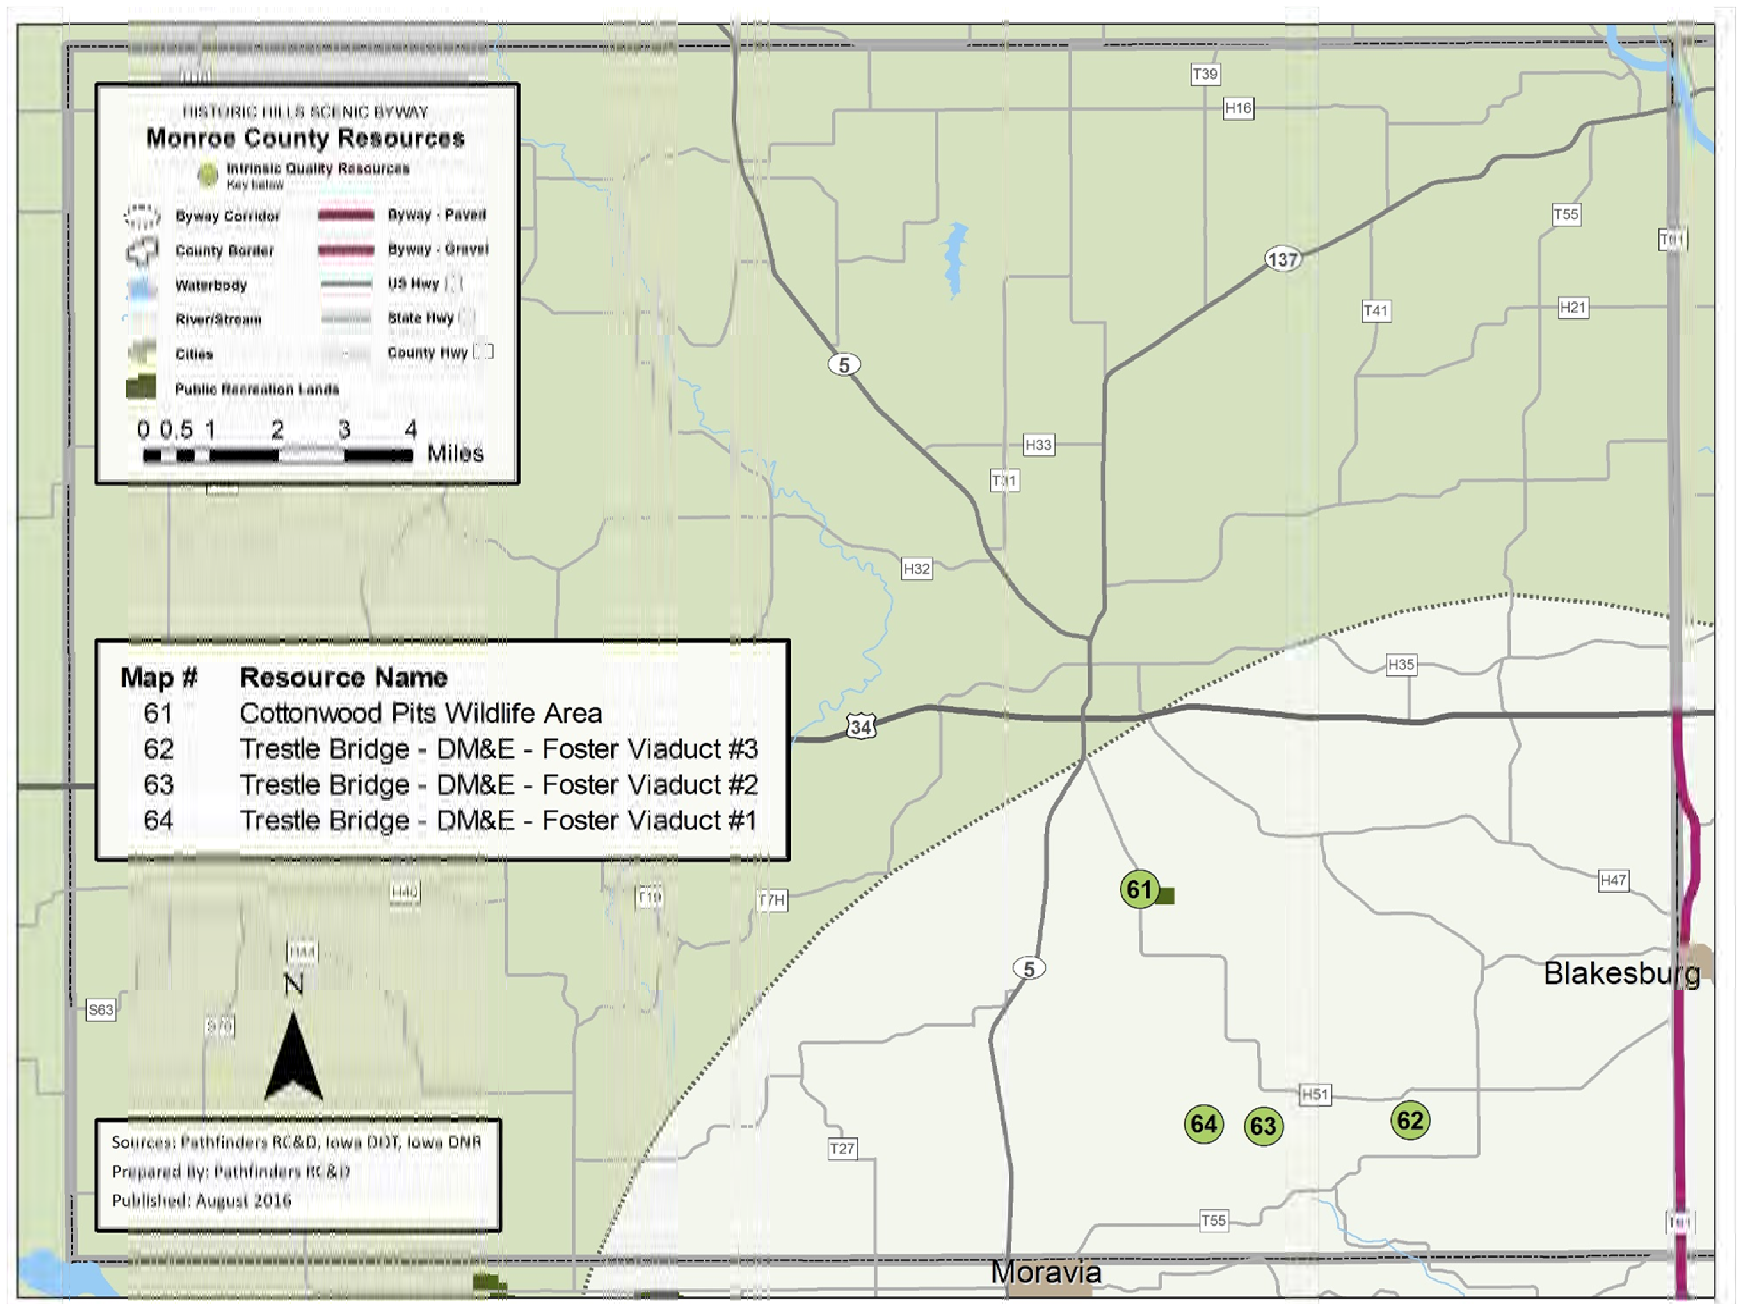 HISTORIC HILLS SCENIC BYWAY
Monroe County Resources
Intrinsic Quality Resources
Key below
Byway Corridor
Byway - Paved
County Border
Byway - Gravel
Waterbody
US Hwy
River/Stream
State Hwy
Cities
County Hwy
Public Recreation Lands
0 0.5 1 2 3 4
Miles
T39
H16
T55
137
T41
H21
5
H33
H32
H35
34
Map # Resource Name
61 Cottonwood Pits Wildlife Area
62 Trestle Bridge - DM&E - Foster Viaduct #3
63 Trestle Bridge - DM&E - Foster Viaduct #2
64 Trestle Bridge - DM&E - Foster Viaduct #1
H40
T19
T7H
61
H47
H44
N
5
Blakesburg
S63
H51
64
63
62
T27
T55
Sources: Pathfinders RC&D, Iowa DOT, Iowa DNR
Prepared By: Pathfinders RC&D
Published: August 2016
Moravia